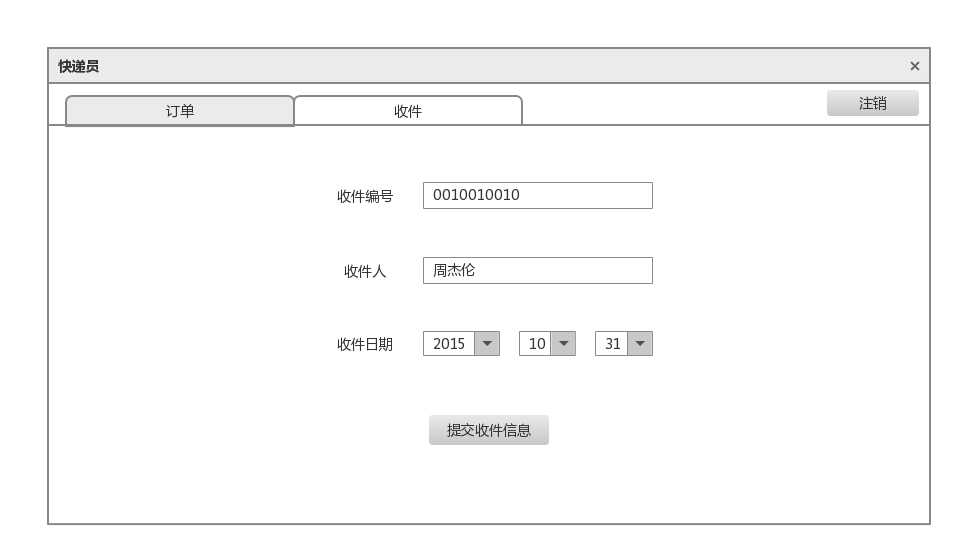 快递员 ×
订单 收件 注销
收件编号 0010010010
收件人 周杰伦
收件日期 2015 10 31
提交收件信息